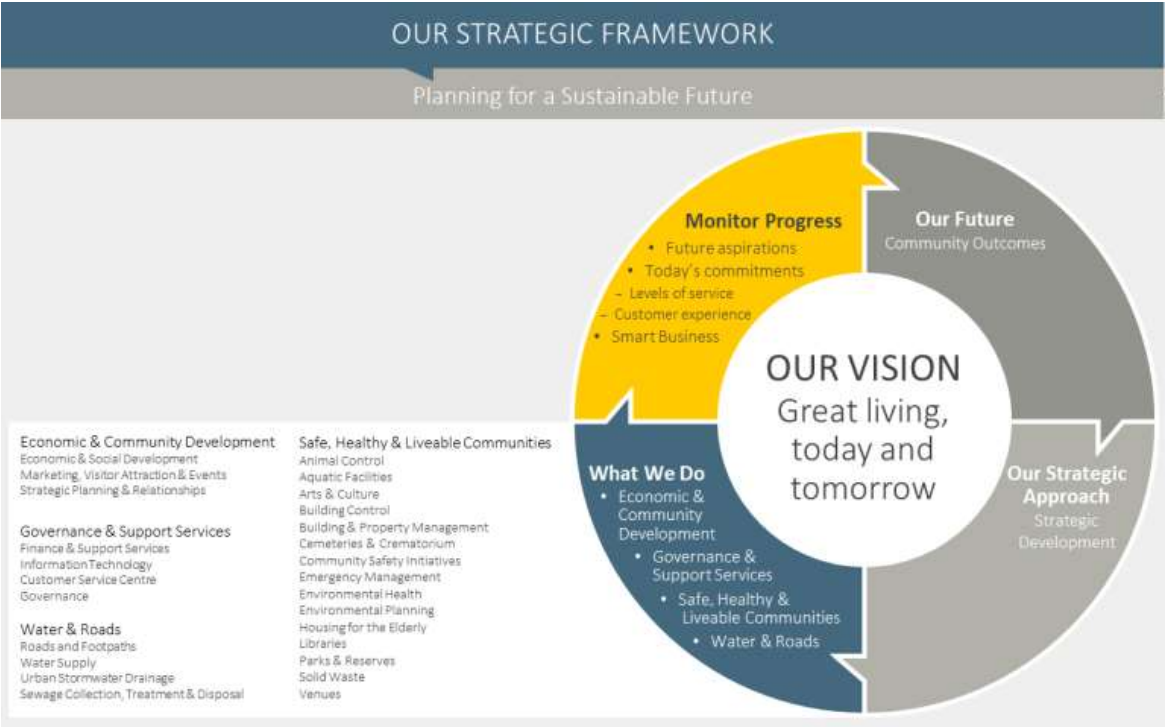 OUR STRATEGIC FRAMEWORK
Planning for a Sustainable Future
Monitor Progress
• Future aspirations
• Today's commitments
– Levels of service
– Customer experience
• Smart Business
Our Future
Community Outcomes
OUR VISION
Great living,
today and
tomorrow
Our Strategic
Approach
Strategic
Development
What We Do
• Economic &
Community
Development
• Governance &
Support Services
• Safe, Healthy &
Liveable Communities
• Water & Roads
Economic & Community Development
Economic & Social Development
Marketing, Visitor Attraction & Events
Strategic Planning & Relationships
Governance & Support Services
Finance & Support Services
Information Technology
Customer Service Centre
Governance
Water & Roads
Roads and Footpaths
Water Supply
Urban Stormwater Drainage
Sewage Collection, Treatment & Disposal
Safe, Healthy & Liveable Communities
Animal Control
Aquatic Facilities
Arts & Culture
Building Control
Building & Property Management
Cemeteries & Crematorium
Community Safety Initiatives
Emergency Management
Environmental Health
Environmental Planning
Housing for the Elderly
Libraries
Parks & Reserves
Solid Waste
Venues